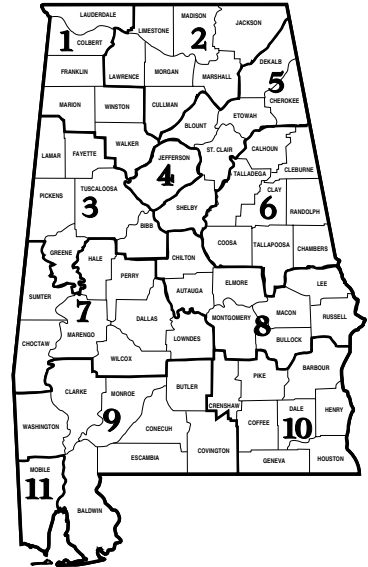 LAUDERDALE
LIMESTONE
MADISON
JACKSON
1
COLBERT
2
FRANKLIN
LAWRENCE
MORGAN
MARSHALL
DEKALB
5
CHEROKEE
MARION
WINSTON
CULLMAN
ETOWAH
BLOUNT
LAMAR
FAYETTE
WALKER
JEFFERSON
4
ST. CLAIR
CALHOUN
CLEBURNE
TALLADEGA
CLAY
6
RANDOLPH
PICKENS
TUSCALOOSA
3
SHELBY
BIBB
COOSA
TALLAPOOSA
CHAMBERS
GREENE
HALE
PERRY
CHILTON
AUTAUGA
ELMORE
LEE
SUMTER
7
MARENGO
DALLAS
LOWNDES
MONTGOMERY
8
MACON
RUSSELL
BULLOCK
CHOCTAW
WILCOX
BUTLER
PIKE
BARBOUR
CLARKE
MONROE
9
CRENSHAW
COFFEE
DALE
10
HENRY
WASHINGTON
CONECUH
COVINGTON
ESCAMBIA
GENEVA
HOUSTON
MOBILE
11
BALDWIN